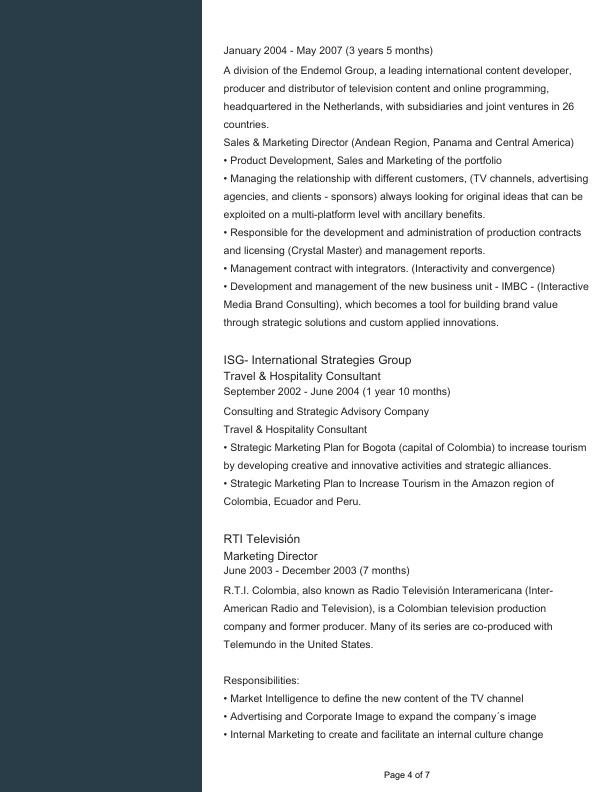 January 2004 - May 2007 (3 years 5 months)
A division of the Endemol Group, a leading international content developer,
producer and distributor of television content and online programming,
headquartered in the Netherlands, with subsidiaries and joint ventures in 26
countries.
Sales & Marketing Director (Andean Region, Panama and Central America)
• Product Development, Sales and Marketing of the portfolio
• Managing the relationship with different customers, (TV channels, advertising
agencies, and clients - sponsors) always looking for original ideas that can be
exploited on a multi-platform level with ancillary benefits.
• Responsible for the development and administration of production contracts
and licensing (Crystal Master) and management reports.
• Management contract with integrators. (Interactivity and convergence)
• Development and management of the new business unit - IMBC - (Interactive
Media Brand Consulting), which becomes a tool for building brand value
through strategic solutions and custom applied innovations.
ISG- International Strategies Group
Travel & Hospitality Consultant
September 2002 - June 2004 (1 year 10 months)
Consulting and Strategic Advisory Company
Travel & Hospitality Consultant
• Strategic Marketing Plan for Bogota (capital of Colombia) to increase tourism
by developing creative and innovative activities and strategic alliances.
• Strategic Marketing Plan to Increase Tourism in the Amazon region of
Colombia, Ecuador and Peru.
RTI Televisión
Marketing Director
June 2003 - December 2003 (7 months)
R.T.I. Colombia, also known as Radio Televisión Interamericana (Inter-
American Radio and Television), is a Colombian television production
company and former producer. Many of its series are co-produced with
Telemundo in the United States.
Responsibilities:
• Market Intelligence to define the new content of the TV channel
• Advertising and Corporate Image to expand the company´s image
• Internal Marketing to create and facilitate an internal culture change
Page 4 of 7